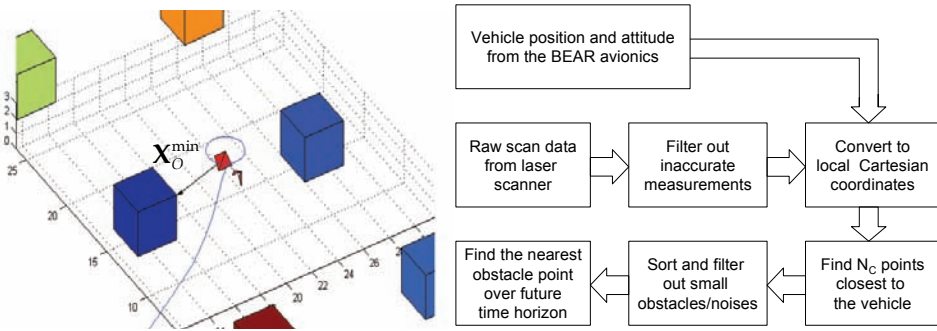 3
2
1
0
25
20
15
10
X_O^min
18
20
22
24
26
28
Vehicle position and attitude
from the BEAR avionics
Raw scan data
from laser
scanner
Filter out
inaccurate
measurements
Convert to
local Cartesian
coordinates
Find the nearest
obstacle point
over future
time horizon
Sort and filter
out small
obstacles/noises
Find N_C points
closest to
the vehicle